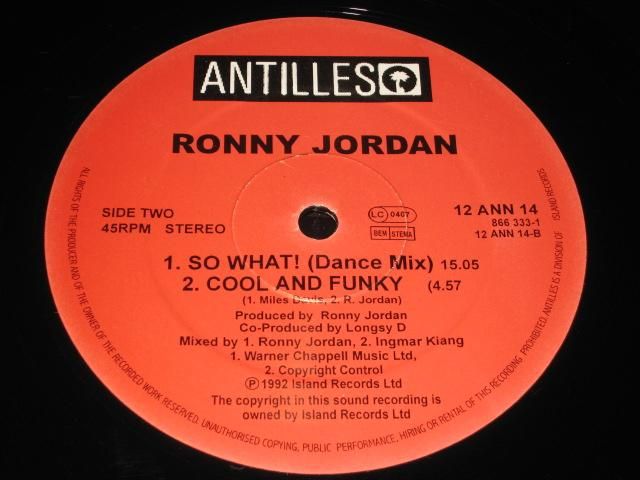 ANTILLES
RONNY JORDAN
SIDE TWO
45RPM STEREO
LC 0407
BEM STEMA
12 ANN 14
866 333-1
12 ANN 14-B
1. SO WHAT! (Dance Mix) 15.05
2. COOL AND FUNKY (4.57
(1. Miles Davis, 2. R. Jordan)
Produced by Ronny Jordan
Co-Produced by Longsy D
Mixed by 1. Ronny Jordan, 2. Ingmar Kiang
1. Warner Chappell Music Ltd,
2. Copyright Control
Ⓟ 1992 Island Records Ltd
The copyright in this sound recording is
owned by Island Records Ltd
ALL RIGHTS OF THE PRODUCER AND OF THE OWNER OF THE RECORDED WORK RESERVED. UNAUTHORISED COPYING, PUBLIC PERFORMANCE, HIRING OR RENTAL OF THIS RECORDING PROHIBITED. ANTILLES IS A DIVISION OF ISLAND RECORDS